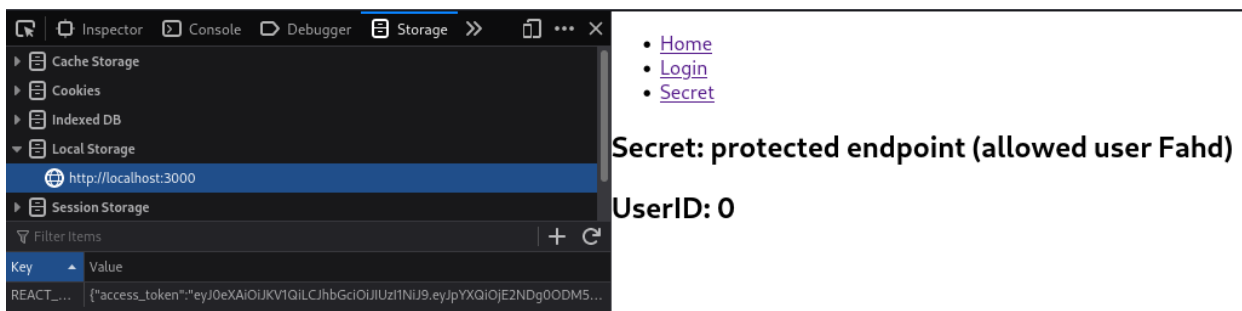 Inspector Console Debugger Storage
Cache Storage
Cookies
Indexed DB
Local Storage
http://localhost:3000
Session Storage
Filter Items
Key Value
REACT_... {"access_token":"eyJ0eXAiOiJKV1QiLCJhbGciOiJIUzI1NiJ9.eyJpYXQiOjE2NDg0ODM5...
Home
Login
Secret
Secret: protected endpoint (allowed user Fahd)
UserID: 0